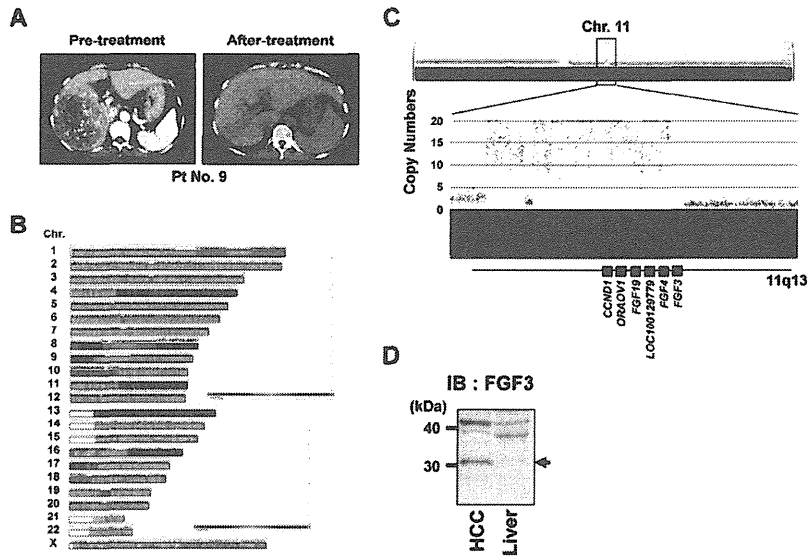 A
Pre-treatment
After-treatment
Pt No. 9
B
Chr.
1
2
3
4
5
6
7
8
9
10
11
12
13
14
15
16
17
18
19
20
21
22
X
C
Chr. 11
Copy Numbers
20
15
10
5
0
11q13
CCND1
ORAOV1
FGF19
LOC100129779
FGF4
FGF3
D
IB : FGF3
(kDa)
40
30
HCC
Liver